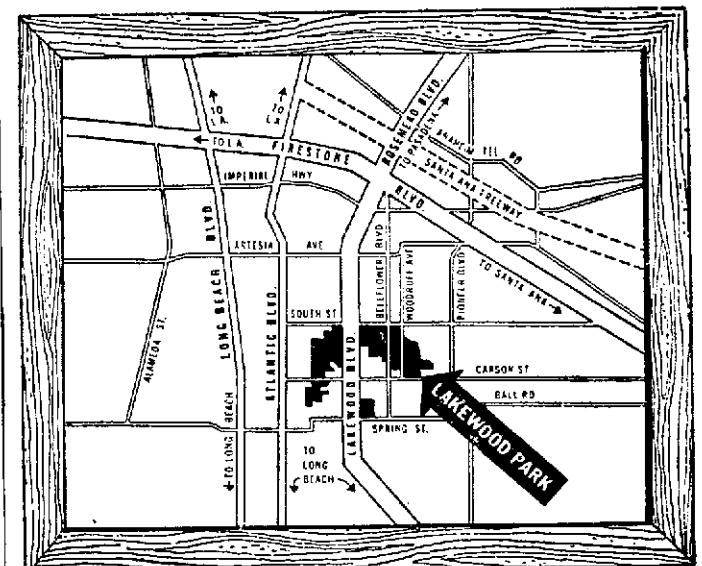 TO
L.A.
TO
L.A.
ROSEMEAD BLVD.
TO PASADENA
ANAHEIM TEL. RD
SANTA ANA FREEWAY
TO L.A.
FIRESTONE
BLVD
IMPERIAL HWY
ARTESIA AVE
BELLFLOWER BLVD
WOODRUFF AVE
PIONEER BLVD
TO SANTA ANA
ALAMEDA ST.
LONG BEACH BLVD
ATLANTIC BLVD.
SOUTH ST
LAKEWOOD BLVD.
CARSON ST
BALL RD
LAKEWOOD PARK
SPRING ST.
TO LONG BEACH
TO
LONG
BEACH